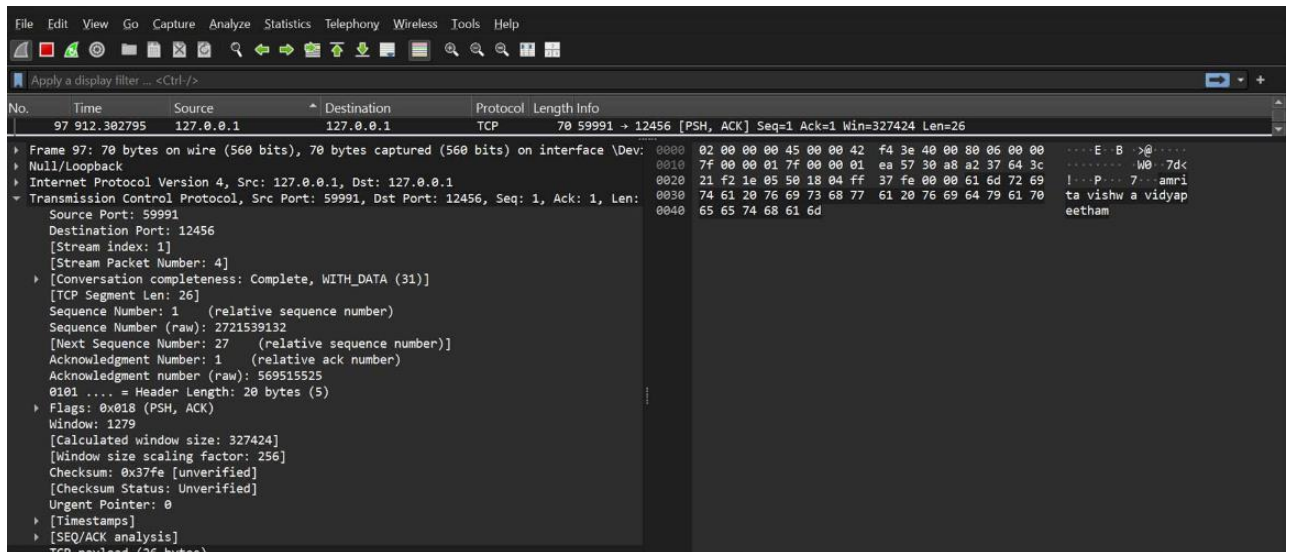 File Edit View Go Capture Analyze Statistics Telephony Wireless Tools Help
Apply a display filter ... <Ctrl-/>
No. Time Source Destination Protocol Length Info
97 912.302795 127.0.0.1 127.0.0.1 TCP 70 59991 → 12456 [PSH, ACK] Seq=1 Ack=1 Win=327424 Len=26
Frame 97: 70 bytes on wire (560 bits), 70 bytes captured (560 bits) on interface \Dev:
Null/Loopback
Internet Protocol Version 4, Src: 127.0.0.1, Dst: 127.0.0.1
Transmission Control Protocol, Src Port: 59991, Dst Port: 12456, Seq: 1, Ack: 1, Len:
Source Port: 59991
Destination Port: 12456
[Stream index: 1]
[Stream Packet Number: 4]
[Conversation completeness: Complete, WITH_DATA (31)]
[TCP Segment Len: 26]
Sequence Number: 1 (relative sequence number)
Sequence Number (raw): 2721539132
[Next Sequence Number: 27 (relative sequence number)]
Acknowledgment Number: 1 (relative ack number)
Acknowledgment number (raw): 569515525
0101 .... = Header Length: 20 bytes (5)
Flags: 0x018 (PSH, ACK)
Window: 1279
[Calculated window size: 327424]
[Window size scaling factor: 256]
Checksum: 0x37fe [unverified]
[Checksum Status: Unverified]
Urgent Pointer: 0
[Timestamps]
[SEQ/ACK analysis]
TCP payload (26 bytes)
0000 02 00 00 00 45 00 00 42 f4 3e 40 00 80 06 00 00 ····E··B ·>@·····
0010 7f 00 00 01 7f 00 00 01 ea 57 30 a8 a2 37 64 3c ········ ·W0··7d<
0020 21 f2 1e 05 50 18 04 ff 37 fe 00 00 61 6d 72 69 !···P··· 7···amri
0030 74 61 20 76 69 73 68 77 61 20 76 69 64 79 61 70 ta vishw a vidyap
0040 65 65 74 68 61 6d eetham